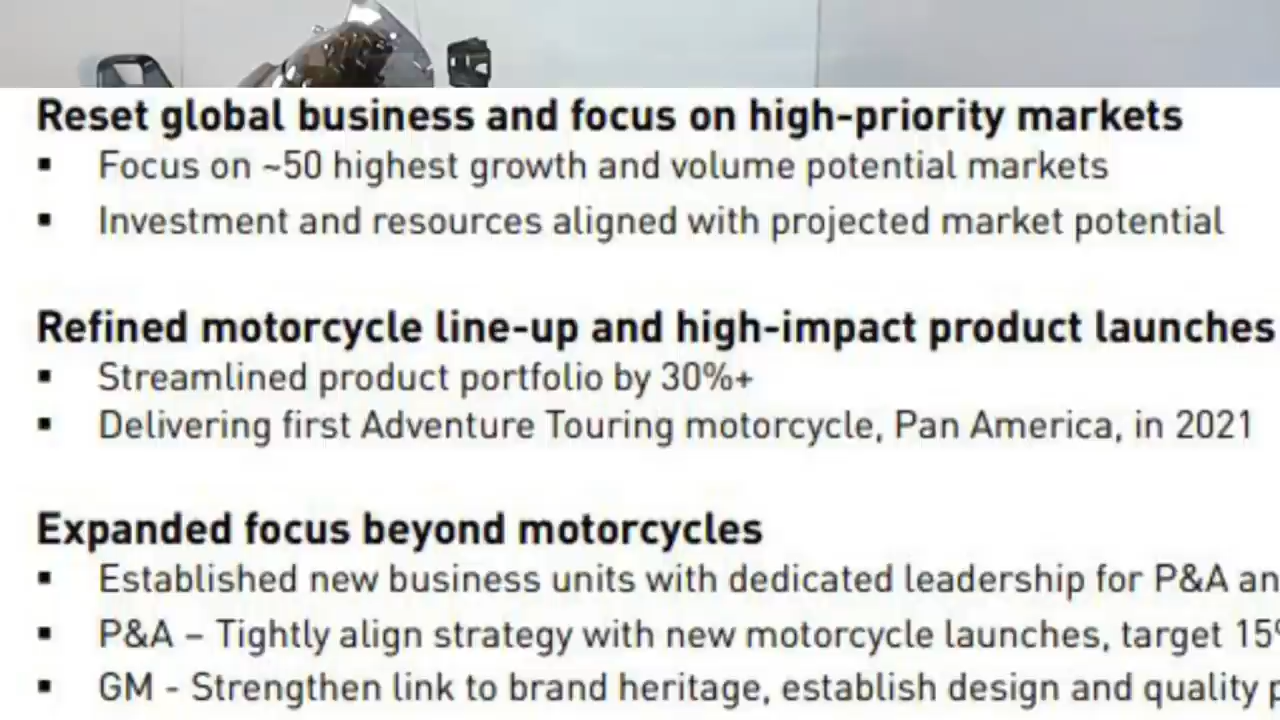 Reset global business and focus on high-priority markets
▪ Focus on ~50 highest growth and volume potential markets
▪ Investment and resources aligned with projected market potential
Refined motorcycle line-up and high-impact product launches
▪ Streamlined product portfolio by 30%+
▪ Delivering first Adventure Touring motorcycle, Pan America, in 2021
Expanded focus beyond motorcycles
▪ Established new business units with dedicated leadership for P&A an
▪ P&A – Tightly align strategy with new motorcycle launches, target 15
▪ GM - Strengthen link to brand heritage, establish design and quality